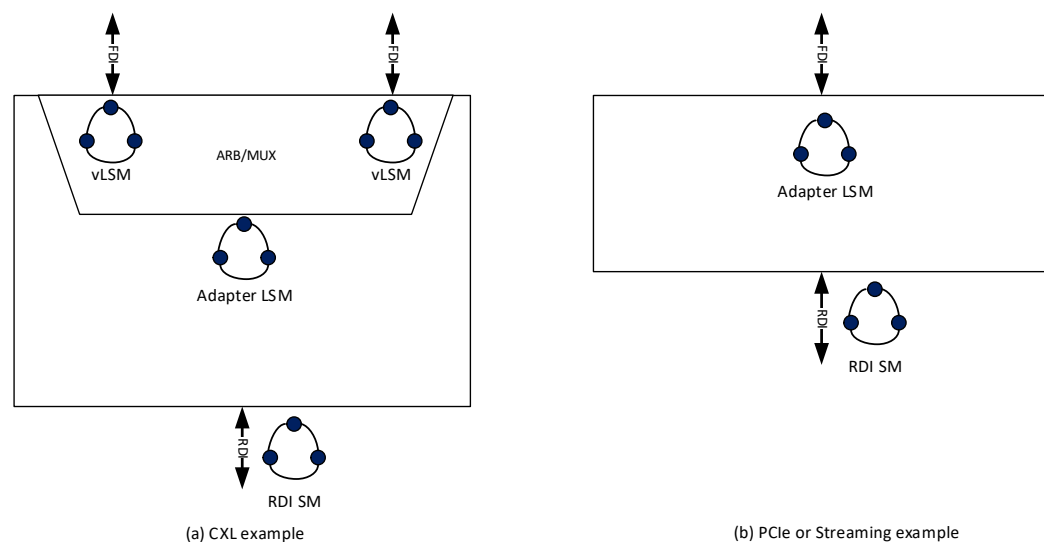 FDI
FDI
ARB/MUX
vLSM
vLSM
Adapter LSM
RDI
RDI SM
(a) CXL example
FDI
Adapter LSM
RDI
RDI SM
(b) PCIe or Streaming example